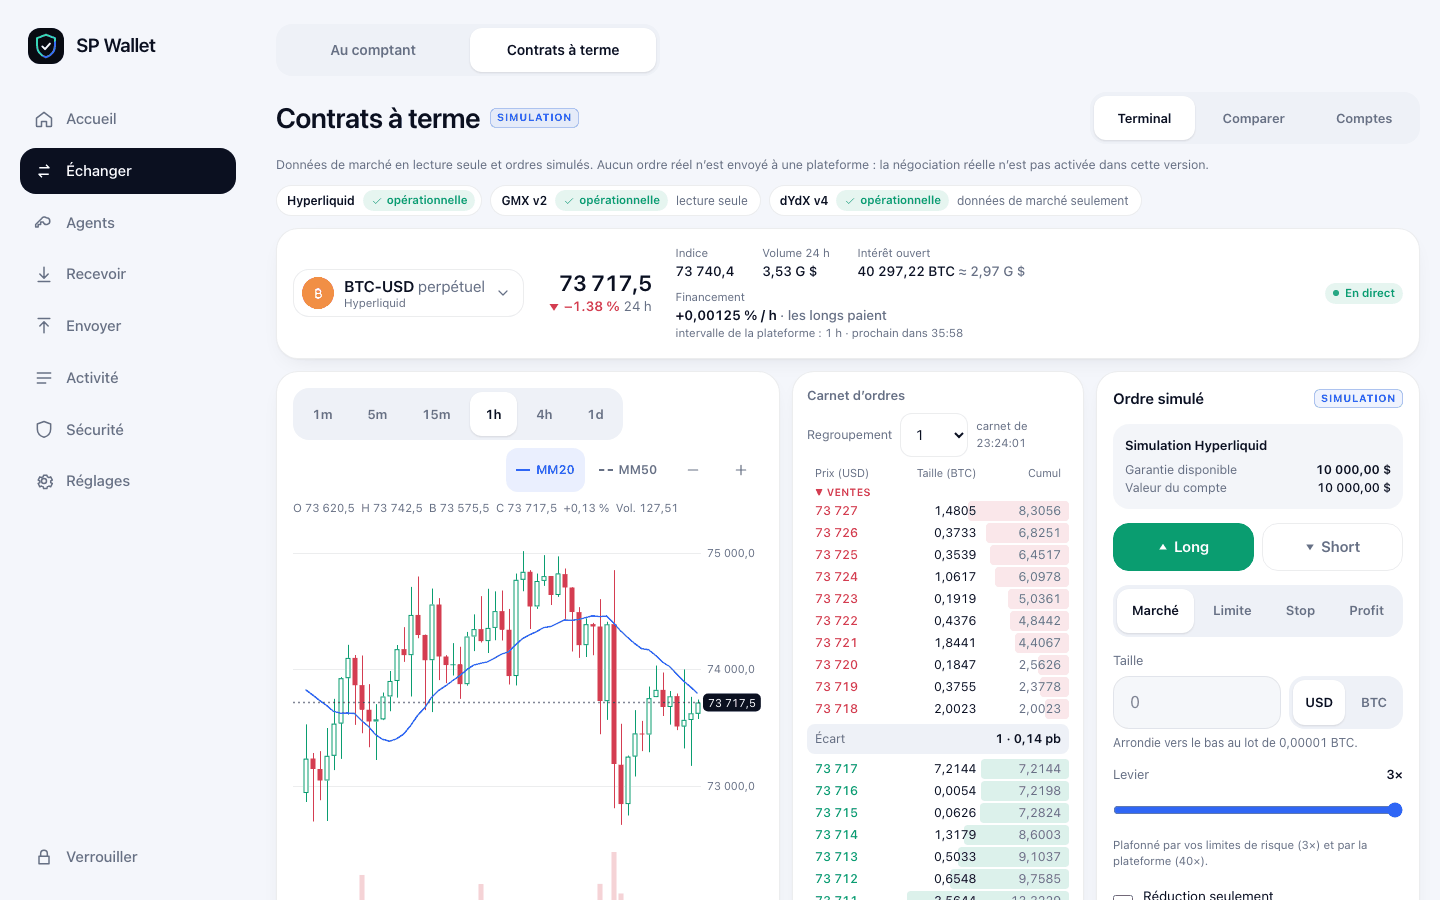 SP Wallet
Au comptant
Contrats à terme
Accueil
Échanger
Agents
Recevoir
Envoyer
Activité
Sécurité
Réglages
Verrouiller
Contrats à terme SIMULATION
Terminal Comparer Comptes
Données de marché en lecture seule et ordres simulés. Aucun ordre réel n’est envoyé à une plateforme : la négociation réelle n’est pas activée dans cette version.
Hyperliquid opérationnelle GMX v2 opérationnelle lecture seule dYdX v4 opérationnelle données de marché seulement
BTC-USD perpétuel
Hyperliquid
73 717,5
▼ −1.38 % 24 h
Indice
73 740,4
Volume 24 h
3,53 G $
Intérêt ouvert
40 297,22 BTC ≈ 2,97 G $
Financement
+0,00125 % / h · les longs paient
intervalle de la plateforme : 1 h · prochain dans 35:58
En direct
1m 5m 15m 1h 4h 1d
MM20 MM50 − +
O 73 620,5 H 73 742,5 B 73 575,5 C 73 717,5 +0,13 % Vol. 127,51
75 000,0
74 000,0
73 717,5
73 000,0
Carnet d’ordres
Regroupement 1
carnet de
23:24:01
Prix (USD) Taille (BTC) Cumul
▼ VENTES
73 727 1,4805 8,3056
73 726 0,3733 6,8251
73 725 0,3539 6,4517
73 724 1,0617 6,0978
73 723 0,1919 5,0361
73 722 0,4376 4,8442
73 721 1,8441 4,4067
73 720 0,1847 2,5626
73 719 0,3755 2,3778
73 718 2,0023 2,0023
Écart 1 · 0,14 pb
73 717 7,2144 7,2144
73 716 0,0054 7,2198
73 715 0,0626 7,2824
73 714 1,3179 8,6003
73 713 0,5033 9,1037
73 712 0,6548 9,7585
Ordre simulé SIMULATION
Simulation Hyperliquid
Garantie disponible 10 000,00 $
Valeur du compte 10 000,00 $
▲ Long ▼ Short
Marché Limite Stop Profit
Taille
0 USD BTC
Arrondie vers le bas au lot de 0,00001 BTC.
Levier 3×
Plafonné par vos limites de risque (3×) et par la
plateforme (40×).
Réduction seulement